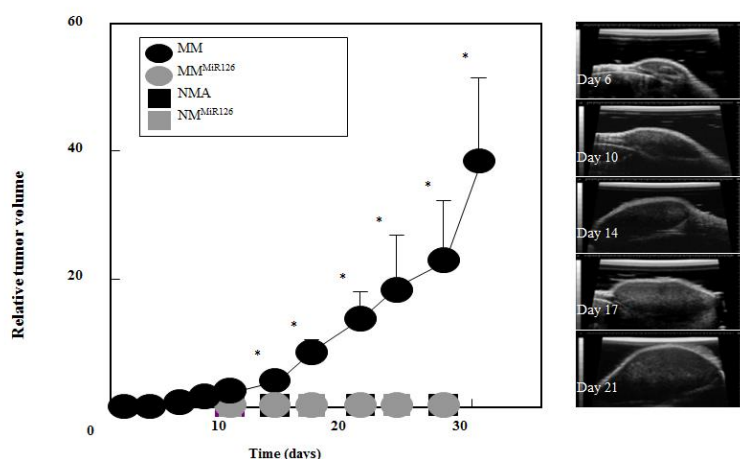 60
40
20
0
10
20
30
Relative tumor volume
Time (days)
MM
MM^MiR126
NMA
NM^MiR126
*
*
*
*
*
*
Day 6
Day 10
Day 14
Day 17
Day 21